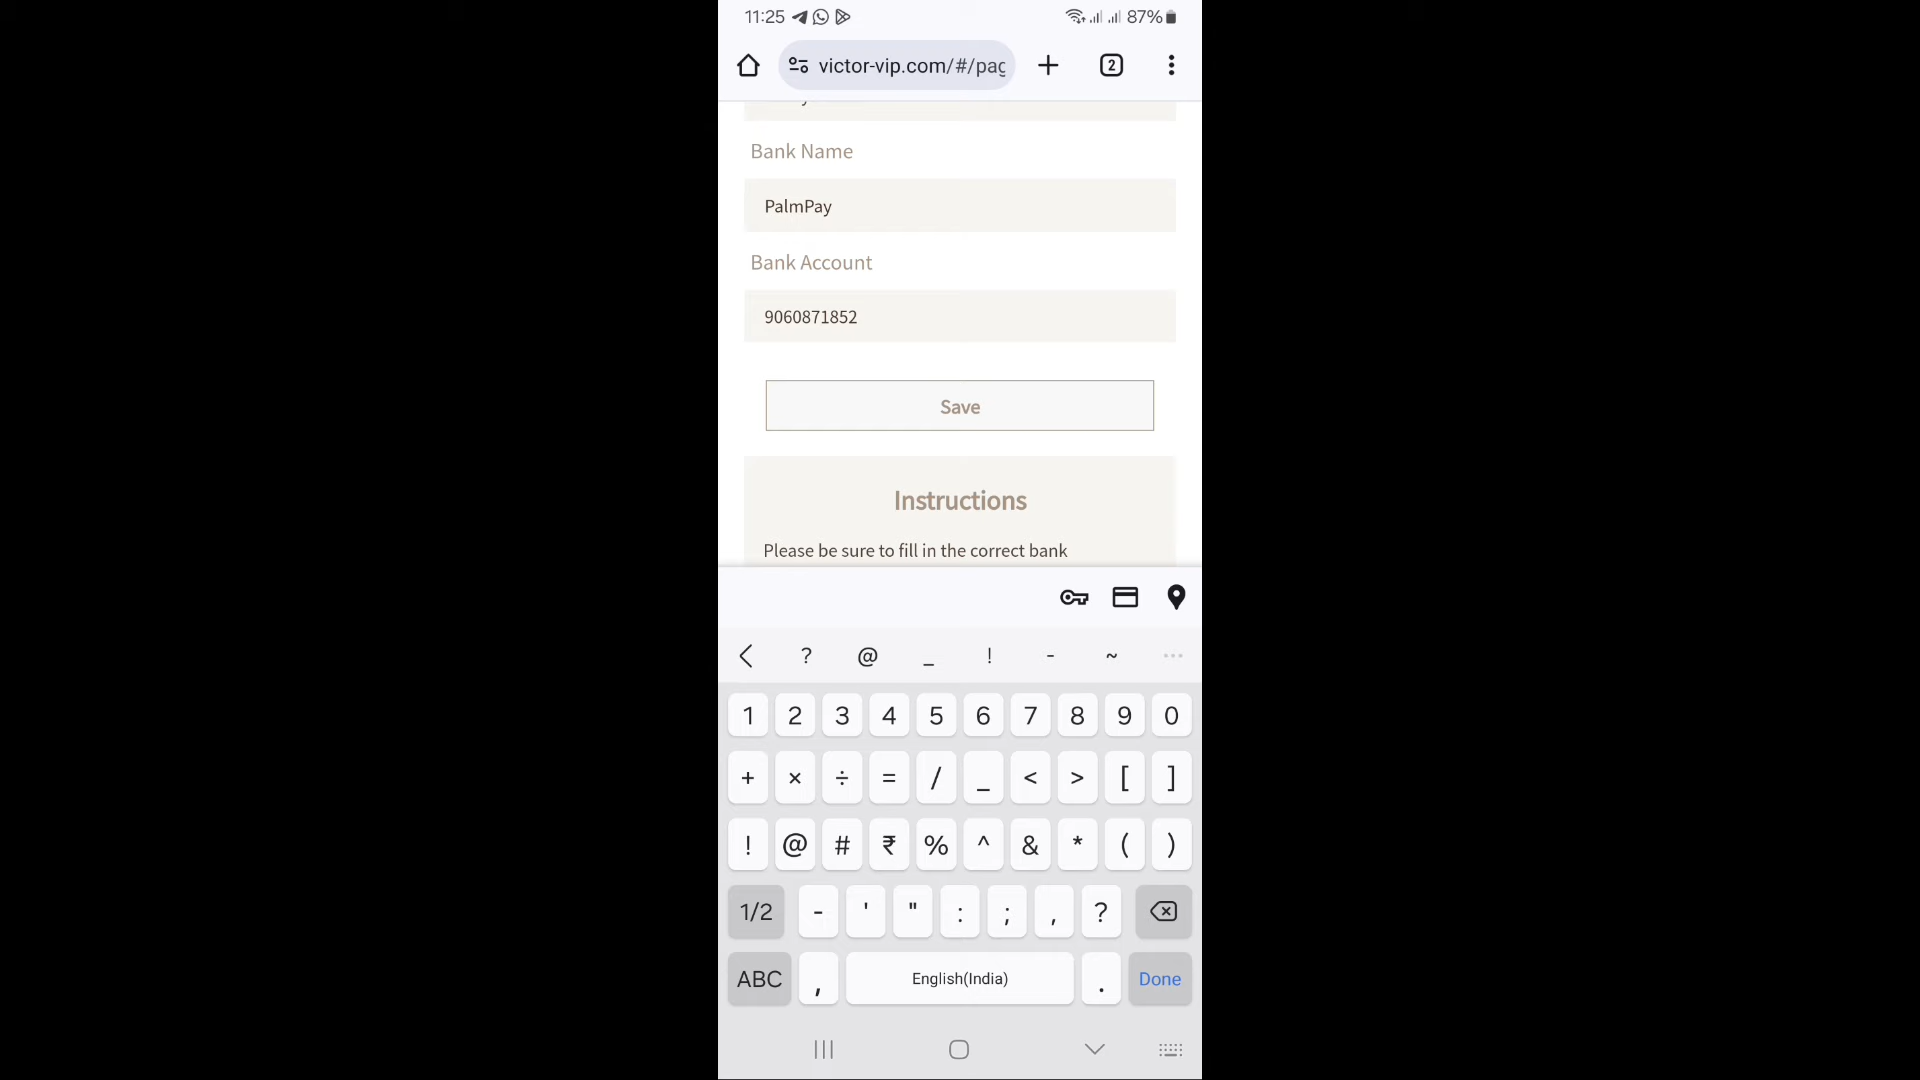 11:25 87%
victor-vip.com/#/pag 2
Bank Name
PalmPay
Bank Account
9060871852
Save
Instructions
Please be sure to fill in the correct bank
? @ _ ! - ~ ...
1 2 3 4 5 6 7 8 9 0
+ × ÷ = / _ < > [ ]
! @ # ₹ % ^ & * ( )
1/2 - ' " : ; , ?
ABC , English(India) . Done